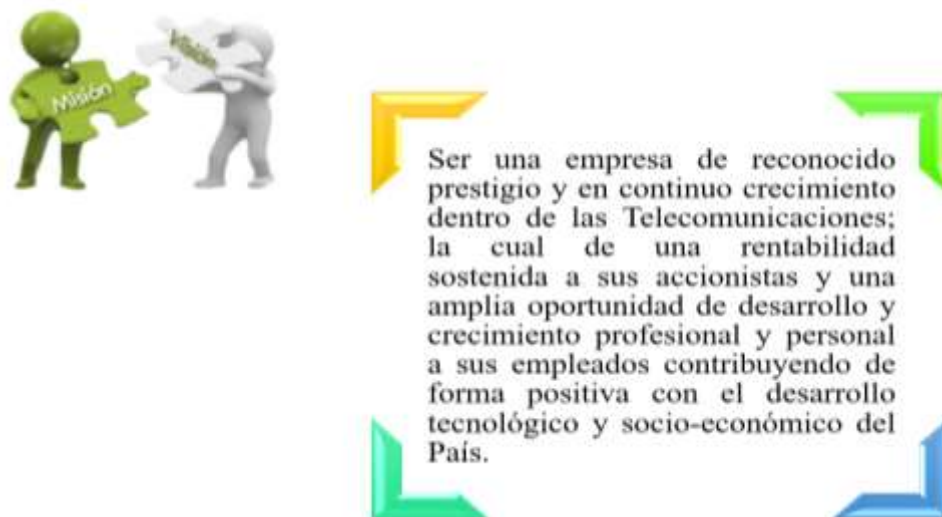 Misión
Visión
Ser una empresa de reconocido
prestigio y en continuo crecimiento
dentro de las Telecomunicaciones;
la cual de una rentabilidad
sostenida a sus accionistas y una
amplia oportunidad de desarrollo y
crecimiento profesional y personal
a sus empleados contribuyendo de
forma positiva con el desarrollo
tecnológico y socio-económico del
País.